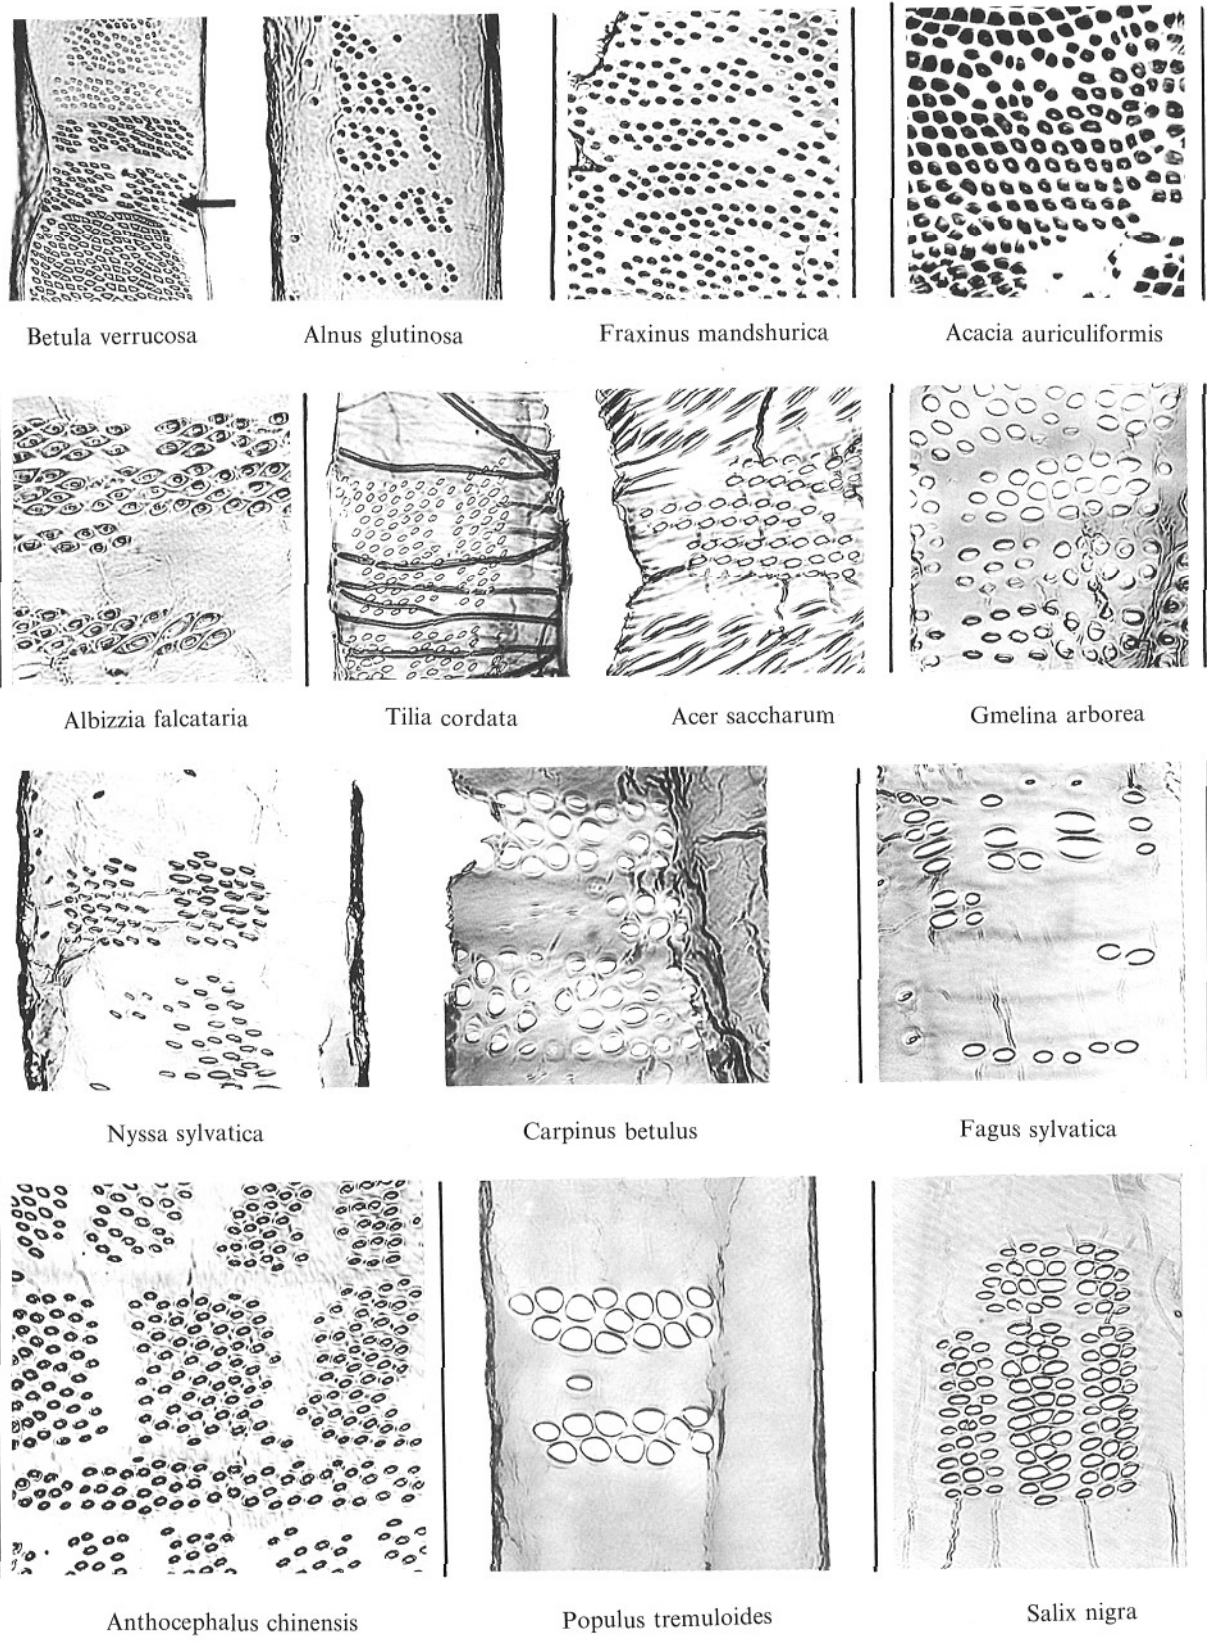 Betula verrucosa
Alnus glutinosa
Fraxinus mandshurica
Acacia auriculiformis
Albizzia falcataria
Tilia cordata
Acer saccharum
Gmelina arborea
Nyssa sylvatica
Carpinus betulus
Fagus sylvatica
Anthocephalus chinensis
Populus tremuloides
Salix nigra